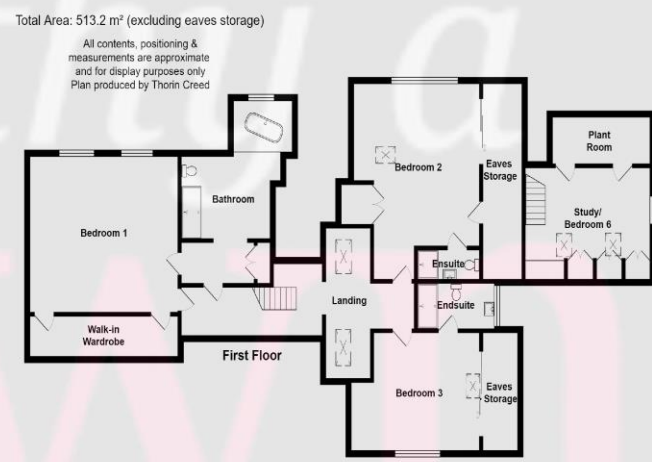 Total Area: 513.2 m² (excluding eaves storage)
All contents, positioning &
measurements are approximate
and for display purposes only
Plan produced by Thorin Creed
Plant
Room
Bedroom 2
Eaves
Storage
Bathroom
Study/
Bedroom 6
Bedroom 1
Ensuite
Landing
Endsuite
Walk-in
Wardrobe
First Floor
Bedroom 3
Eaves
Storage